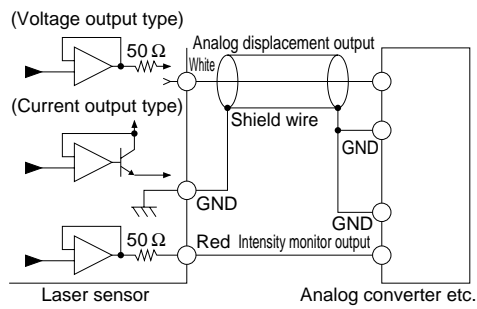 (Voltage output type)
50 Ω
Analog displacement output
White
(Current output type)
Shield wire
GND
GND
GND
50 Ω
Red
Intensity monitor output
Laser sensor
Analog converter etc.